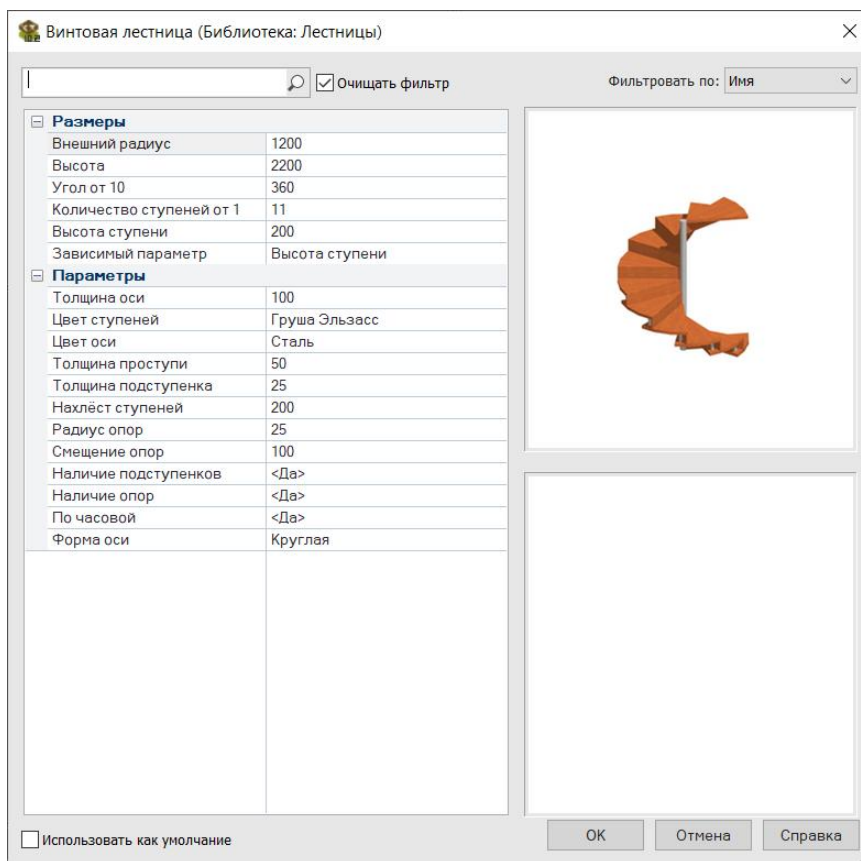 Винтовая лестница (Библиотека: Лестницы)
Очищать фильтр
Фильтровать по: Имя
Размеры
Внешний радиус 1200
Высота 2200
Угол от 10 360
Количество ступеней от 1 11
Высота ступени 200
Зависимый параметр Высота ступени
Параметры
Толщина оси 100
Цвет ступеней Груша Эльзасс
Цвет оси Сталь
Толщина проступи 50
Толщина подступенка 25
Нахлёст ступеней 200
Радиус опор 25
Смещение опор 100
Наличие подступенков <Да>
Наличие опор <Да>
По часовой <Да>
Форма оси Круглая
Использовать как умолчание
OK Отмена Справка